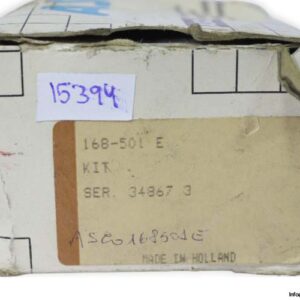 15394
168-501 E
KIT
SER. 34867 3
ASCO168501E
MADE IN HOLLAND